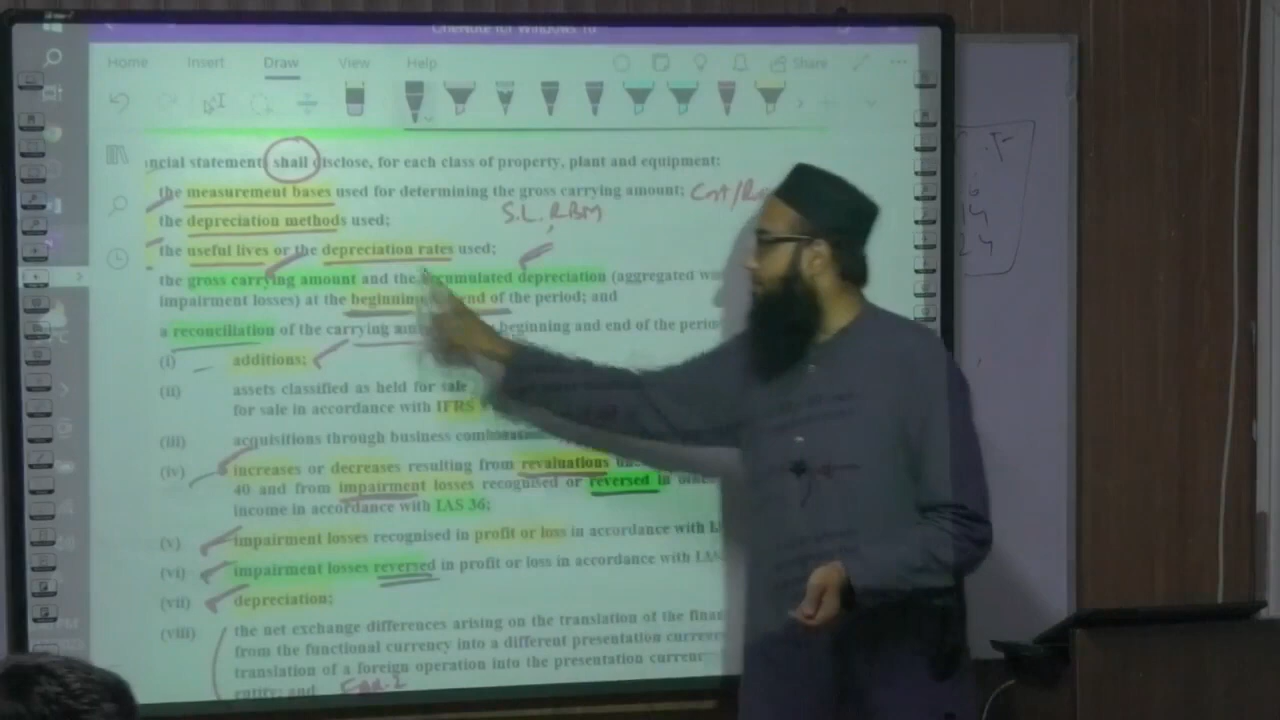 OneNote for Windows 10
Home Insert Draw View Help Share
ncial statement shall disclose, for each class of property, plant and equipment:
the measurement bases used for determining the gross carrying amount; Cost/
the depreciation methods used; S.L, RBM
the useful lives or the depreciation rates used;
the gross carrying amount and the accumulated depreciation (aggregated
impairment losses) at the beginning end of the period; and
a reconciliation of the carrying beginning and end of the
(i) additions;
(ii) assets classified as held for sale
for sale in accordance with IFRS
(iii) acquisitions through business
(iv) increases or decreases resulting from revaluations
40 and from impairment losses recognised or reversed in
income in accordance with IAS 36;
(v) impairment losses recognised in profit or loss in accordance with
(vi) impairment losses reversed in profit or loss in accordance with
(vii) depreciation;
(viii) the net exchange differences arising on the translation of the
from the functional currency into a different presentation
translation of a foreign operation into the presentation
entity; and